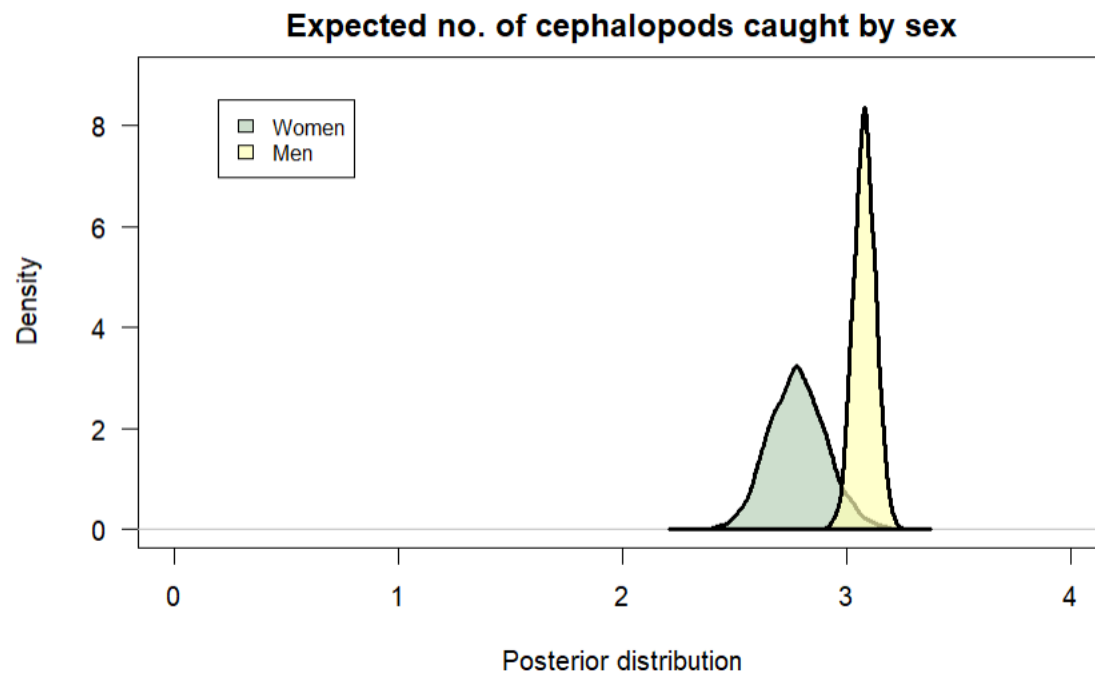 Expected no. of cephalopods caught by sex
Women
Men
8
6
4
2
0
Density
0 1 2 3 4
Posterior distribution